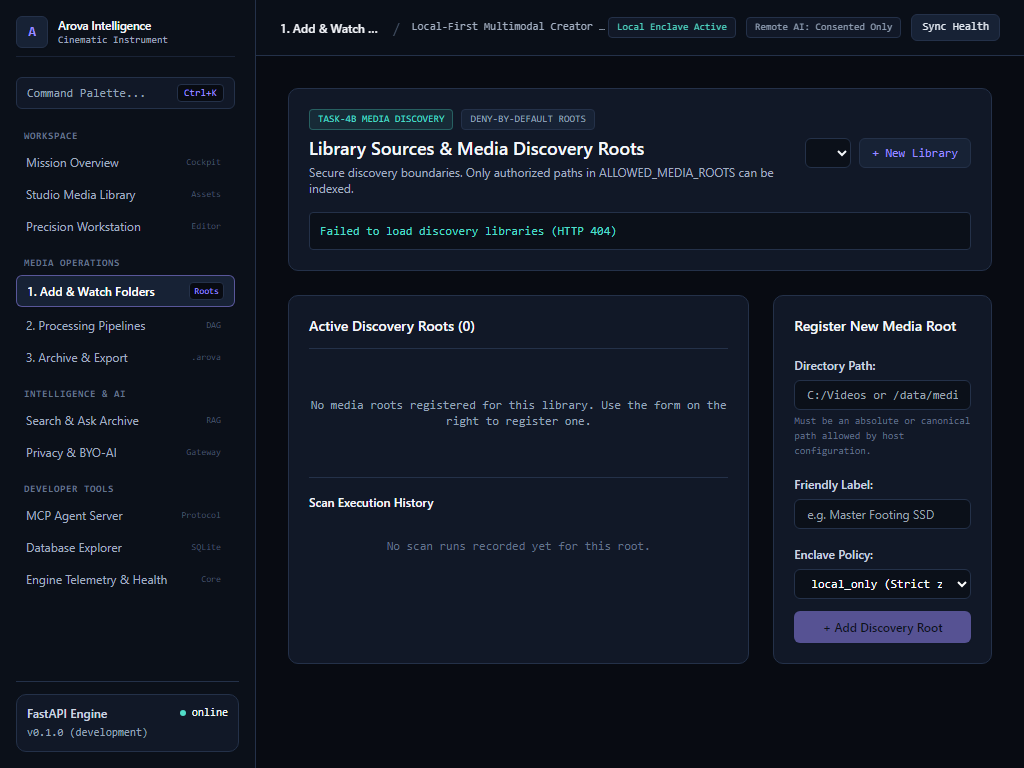 A
Arova Intelligence
Cinematic Instrument
Command Palette... Ctrl+K
WORKSPACE
Mission Overview Cockpit
Studio Media Library Assets
Precision Workstation Editor
MEDIA OPERATIONS
1. Add & Watch Folders Roots
2. Processing Pipelines DAG
3. Archive & Export .arova
INTELLIGENCE & AI
Search & Ask Archive RAG
Privacy & BYO-AI Gateway
DEVELOPER TOOLS
MCP Agent Server Protocol
Database Explorer SQLite
Engine Telemetry & Health Core
FastAPI Engine online
v0.1.0 (development)
1. Add & Watch ... / Local-First Multimodal Creator … Local Enclave Active Remote AI: Consented Only Sync Health
TASK-4B MEDIA DISCOVERY DENY-BY-DEFAULT ROOTS
Library Sources & Media Discovery Roots
Secure discovery boundaries. Only authorized paths in ALLOWED_MEDIA_ROOTS can be
indexed.
+ New Library
Failed to load discovery libraries (HTTP 404)
Active Discovery Roots (0)
No media roots registered for this library. Use the form on the
right to register one.
Scan Execution History
No scan runs recorded yet for this root.
Register New Media Root
Directory Path:
C:/Videos or /data/medi
Must be an absolute or canonical
path allowed by host
configuration.
Friendly Label:
e.g. Master Footing SSD
Enclave Policy:
local_only (Strict z
+ Add Discovery Root